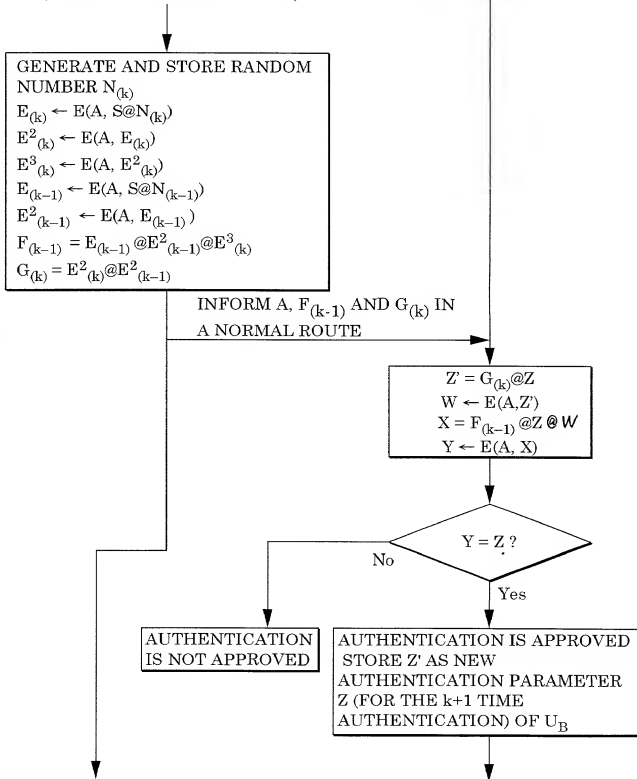 GENERATE AND STORE RANDOM
NUMBER N(k)
E(k) ← E(A, S@N(k))
E²(k) ← E(A, E(k))
E³(k) ← E(A, E²(k))
E(k−1) ← E(A, S@N(k−1))
E²(k−1) ← E(A, E(k−1))
F(k−1) = E(k−1)@E²(k−1)@E³(k)
G(k) = E²(k)@E²(k−1)
INFORM A, F(k-1) AND G(k) IN
A NORMAL ROUTE
Z' = G(k)@Z
W ← E(A,Z')
X = F(k−1)@Z@W
Y ← E(A, X)
Y = Z ?
No
Yes
AUTHENTICATION
IS NOT APPROVED
AUTHENTICATION IS APPROVED
STORE Z' AS NEW
AUTHENTICATION PARAMETER
Z (FOR THE k+1 TIME
AUTHENTICATION) OF UB